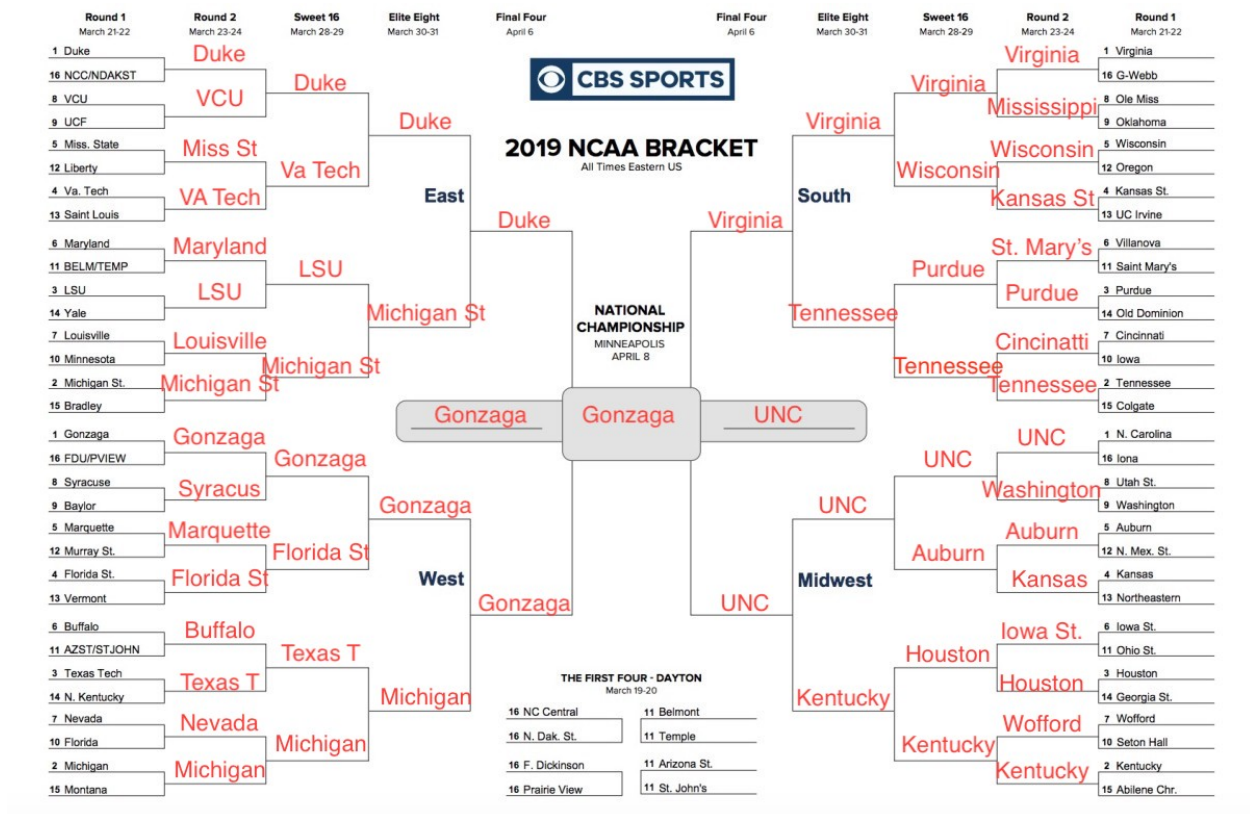 Round 1
March 21-22
Round 2
March 23-24
Sweet 16
March 28-29
Elite Eight
March 30-31
Final Four
April 6
Final Four
April 6
Elite Eight
March 30-31
Sweet 16
March 28-29
Round 2
March 23-24
Round 1
March 21-22
CBS SPORTS
2019 NCAA BRACKET
All Times Eastern US
1 Duke
16 NCC/NDAKST
8 VCU
9 UCF
5 Miss. State
12 Liberty
4 Va. Tech
13 Saint Louis
6 Maryland
11 BELM/TEMP
3 LSU
14 Yale
7 Louisville
10 Minnesota
2 Michigan St.
15 Bradley
Duke
VCU
Miss St
VA Tech
Maryland
LSU
Louisville
Michigan St
Duke
Va Tech
LSU
Michigan St
Duke
Michigan St
East
Duke
1 Gonzaga
16 FDU/PVIEW
8 Syracuse
9 Baylor
5 Marquette
12 Murray St.
4 Florida St.
13 Vermont
6 Buffalo
11 AZST/STJOHN
3 Texas Tech
14 N. Kentucky
7 Nevada
10 Florida
2 Michigan
15 Montana
Gonzaga
Syracus
Marquette
Florida St
Buffalo
Texas T
Nevada
Michigan
Gonzaga
Florida St
Texas T
Michigan
Gonzaga
Michigan
West
Gonzaga
NATIONAL
CHAMPIONSHIP
MINNEAPOLIS
APRIL 8
Gonzaga
Gonzaga
UNC
THE FIRST FOUR - DAYTON
March 19-20
16 NC Central
16 N. Dak. St.
16 F. Dickinson
16 Prairie View
11 Belmont
11 Temple
11 Arizona St.
11 St. John's
Virginia
South
Virginia
Tennessee
Virginia
Wisconsin
Purdue
Tennessee
Virginia
Mississippi
Wisconsin
Kansas St
St. Mary's
Purdue
Cincinatti
Tennessee
1 Virginia
16 G-Webb
8 Ole Miss
9 Oklahoma
5 Wisconsin
12 Oregon
4 Kansas St.
13 UC Irvine
6 Villanova
11 Saint Mary's
3 Purdue
14 Old Dominion
7 Cincinnati
10 Iowa
2 Tennessee
15 Colgate
UNC
Midwest
UNC
Kentucky
UNC
Auburn
Houston
Kentucky
UNC
Washington
Auburn
Kansas
Iowa St.
Houston
Wofford
Kentucky
1 N. Carolina
16 Iona
8 Utah St.
9 Washington
5 Auburn
12 N. Mex. St.
4 Kansas
13 Northeastern
6 Iowa St.
11 Ohio St.
3 Houston
14 Georgia St.
7 Wofford
10 Seton Hall
2 Kentucky
15 Abilene Chr.